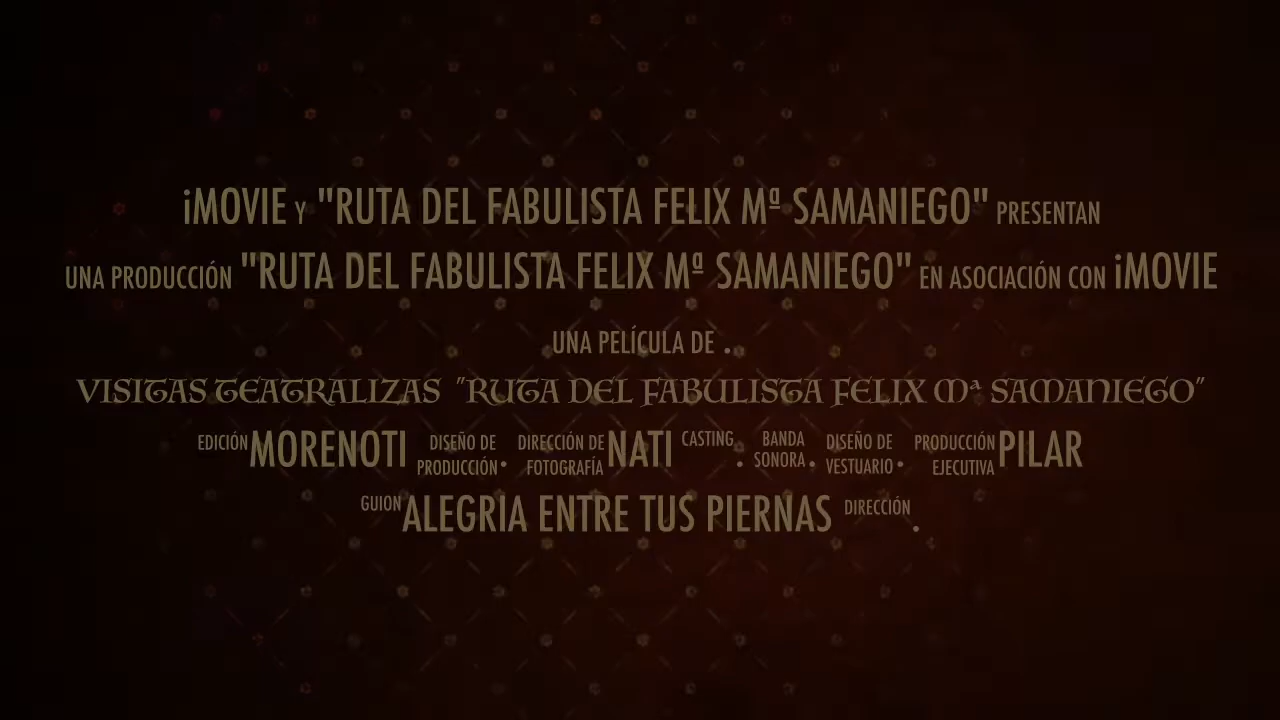 iMOVIE Y "RUTA DEL FABULISTA FELIX Mª SAMANIEGO" PRESENTAN
UNA PRODUCCIÓN "RUTA DEL FABULISTA FELIX Mª SAMANIEGO" EN ASOCIACIÓN CON iMOVIE
UNA PELÍCULA DE .
VISITAS TEATRALIZAS "RUTA DEL FABULISTA FELIX Mª SAMANIEGO"
EDICIÓN MORENOTI DISEÑO DE PRODUCCIÓN . DIRECCIÓN DE FOTOGRAFÍA NATI CASTING . BANDA SONORA . DISEÑO DE VESTUARIO . PRODUCCIÓN EJECUTIVA PILAR
GUION ALEGRIA ENTRE TUS PIERNAS DIRECCIÓN .